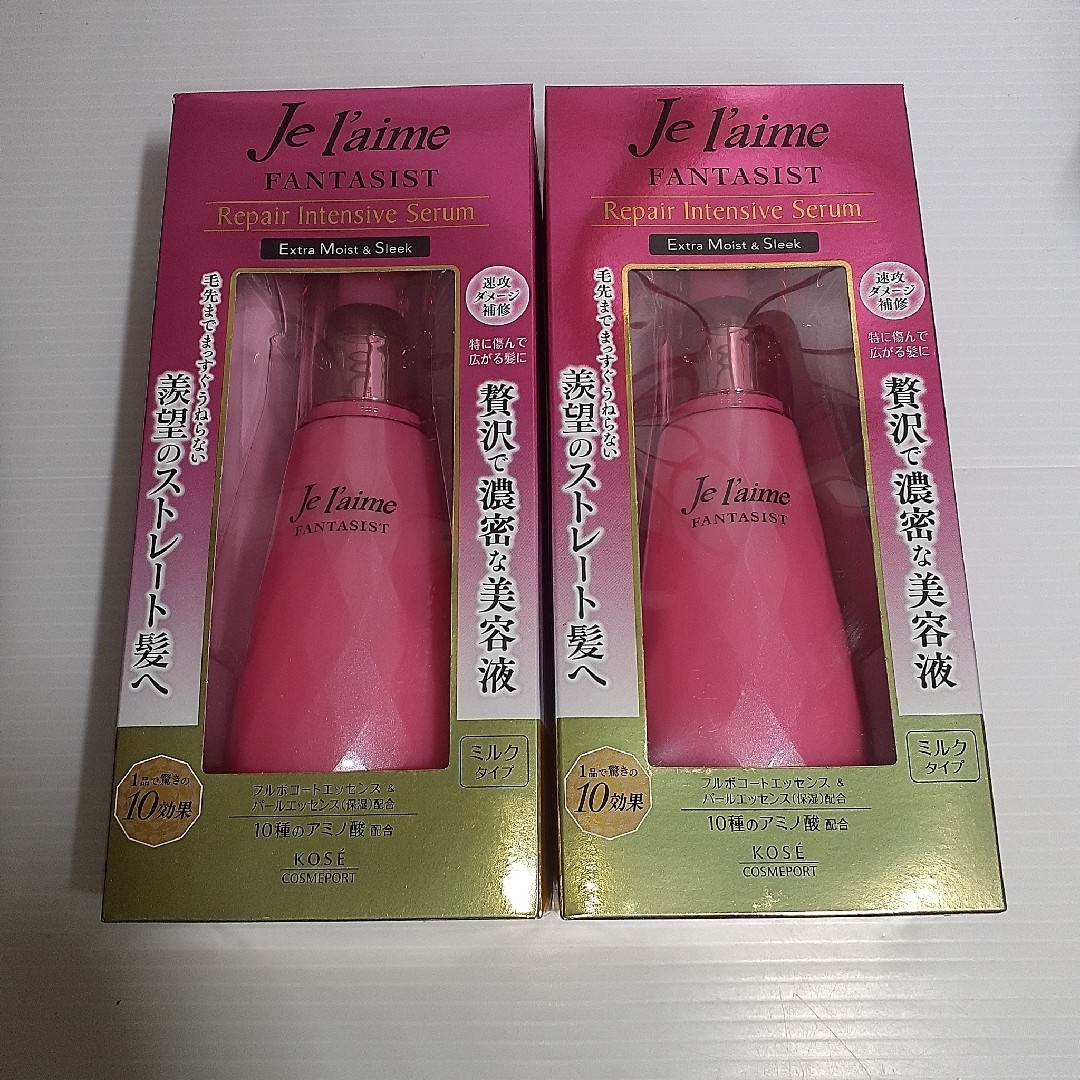 Je l'aime
FANTASIST
Repair Intensive Serum
Extra Moist & Sleek
毛先までまっすぐうねらない
羨望のストレート髪へ
速攻
ダメージ
補修
特に傷んで
広がる髪に
贅沢で濃密な美容液
Je l'aime
FANTASIST
ミルク
タイプ
1品で驚きの
10効果
フルボコートエッセンス &
パールエッセンス(保湿)配合
10種のアミノ酸 配合
KOSÉ
COSMEPORT
Je l'aime
FANTASIST
Repair Intensive Serum
Extra Moist & Sleek
毛先までまっすぐうねらない
羨望のストレート髪へ
速攻
ダメージ
補修
特に傷んで
広がる髪に
贅沢で濃密な美容液
Je l'aime
FANTASIST
ミルク
タイプ
1品で驚きの
10効果
フルボコートエッセンス &
パールエッセンス(保湿)配合
10種のアミノ酸 配合
KOSÉ
COSMEPORT